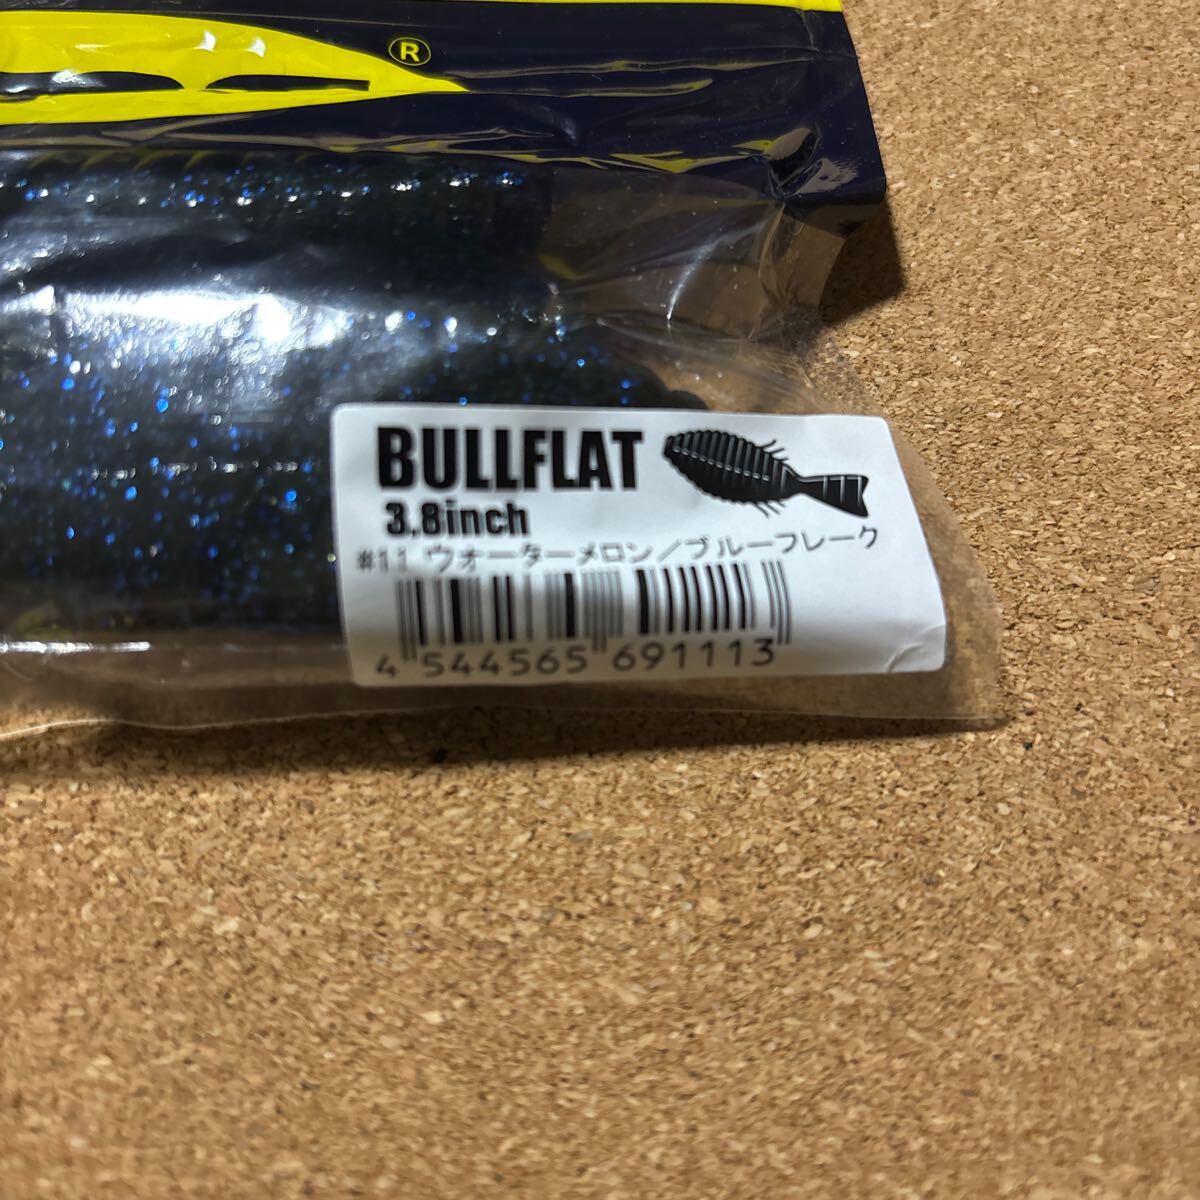 ®
BULLFLAT
3.8inch
#11 ウォーターメロン／ブルーフレーク
4 544565 691113